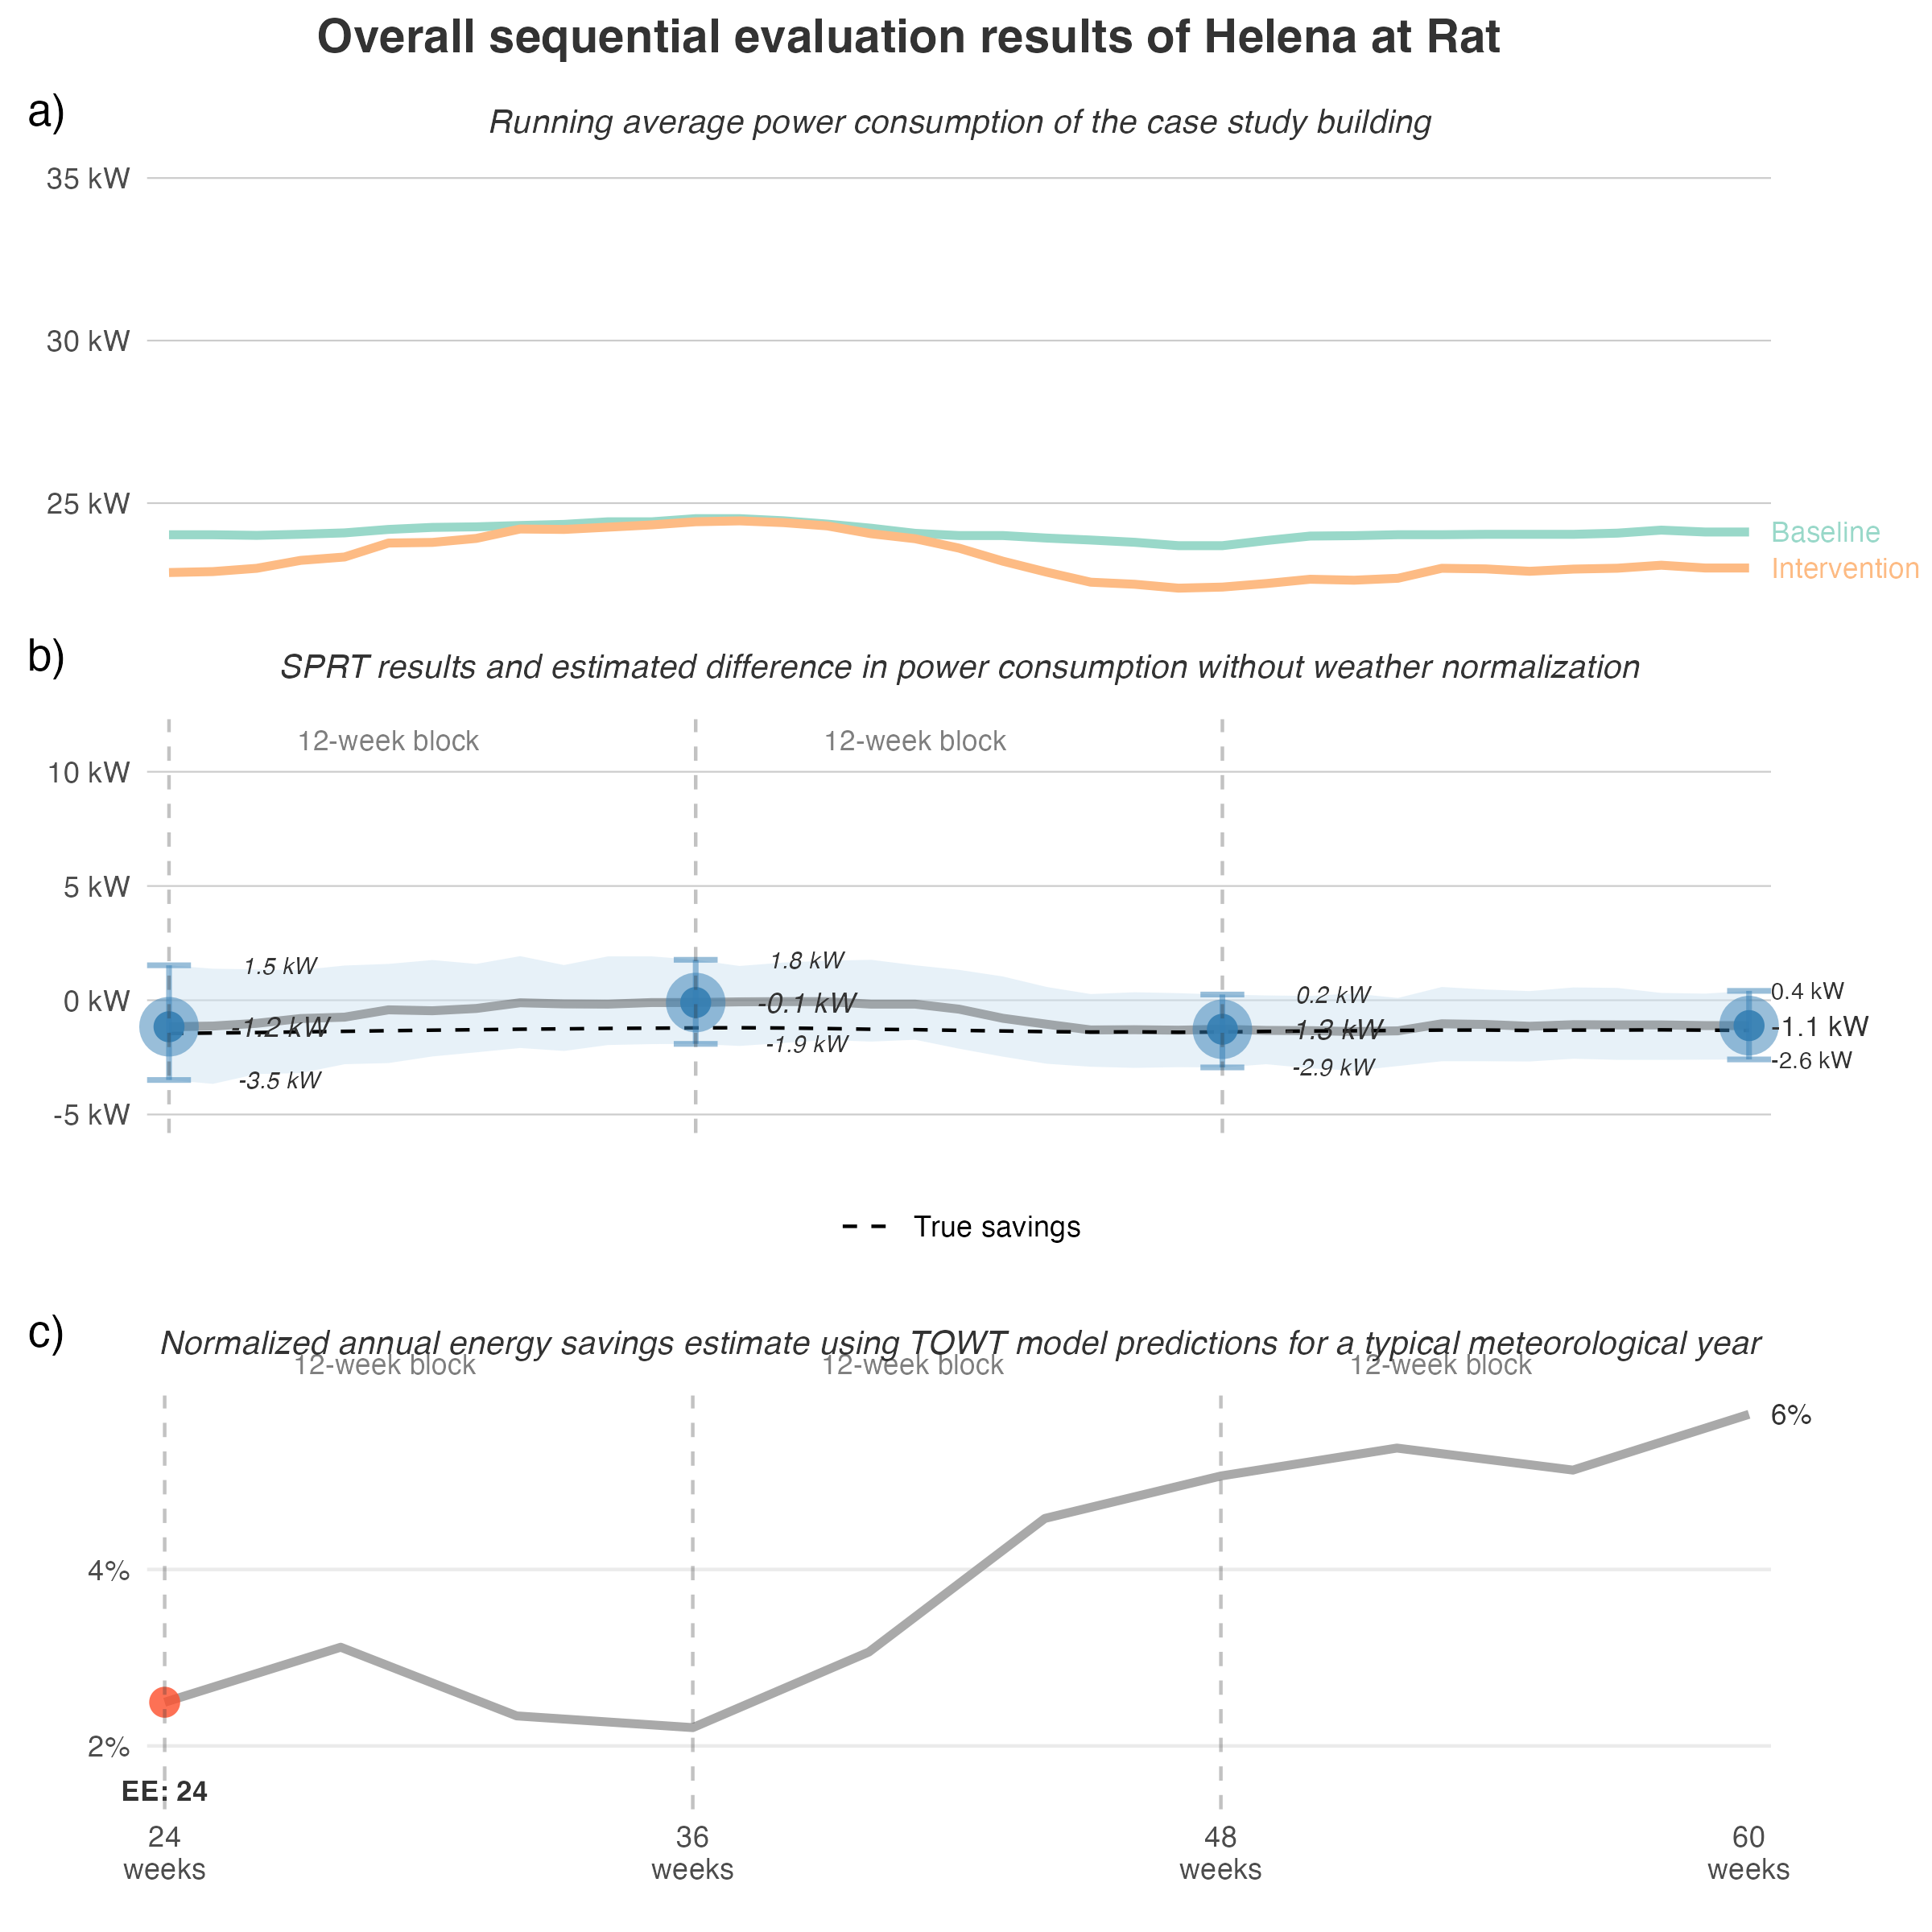 Overall sequential evaluation results of Helena at Rat
a)
Running average power consumption of the case study building
35 kW
30 kW
25 kW
Baseline
Intervention
b)
SPRT results and estimated difference in power consumption without weather normalization
12-week block
12-week block
10 kW
5 kW
0 kW
-5 kW
1.5 kW
-1.2 kW
-3.5 kW
1.8 kW
-0.1 kW
-1.9 kW
0.2 kW
-1.3 kW
-2.9 kW
0.4 kW
-1.1 kW
-2.6 kW
True savings
c)
Normalized annual energy savings estimate using TOWT model predictions for a typical meteorological year
12-week block
12-week block
12-week block
6%
4%
2%
EE: 24
24
weeks
36
weeks
48
weeks
60
weeks